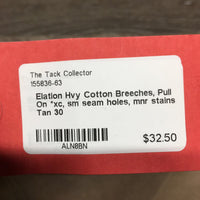 The Tack Collector
155836-63
Elation Hvy Cotton Breeches, Pull
On *xc, sm seam holes, mnr stains
Tan 30
$32.50
ALN0BN